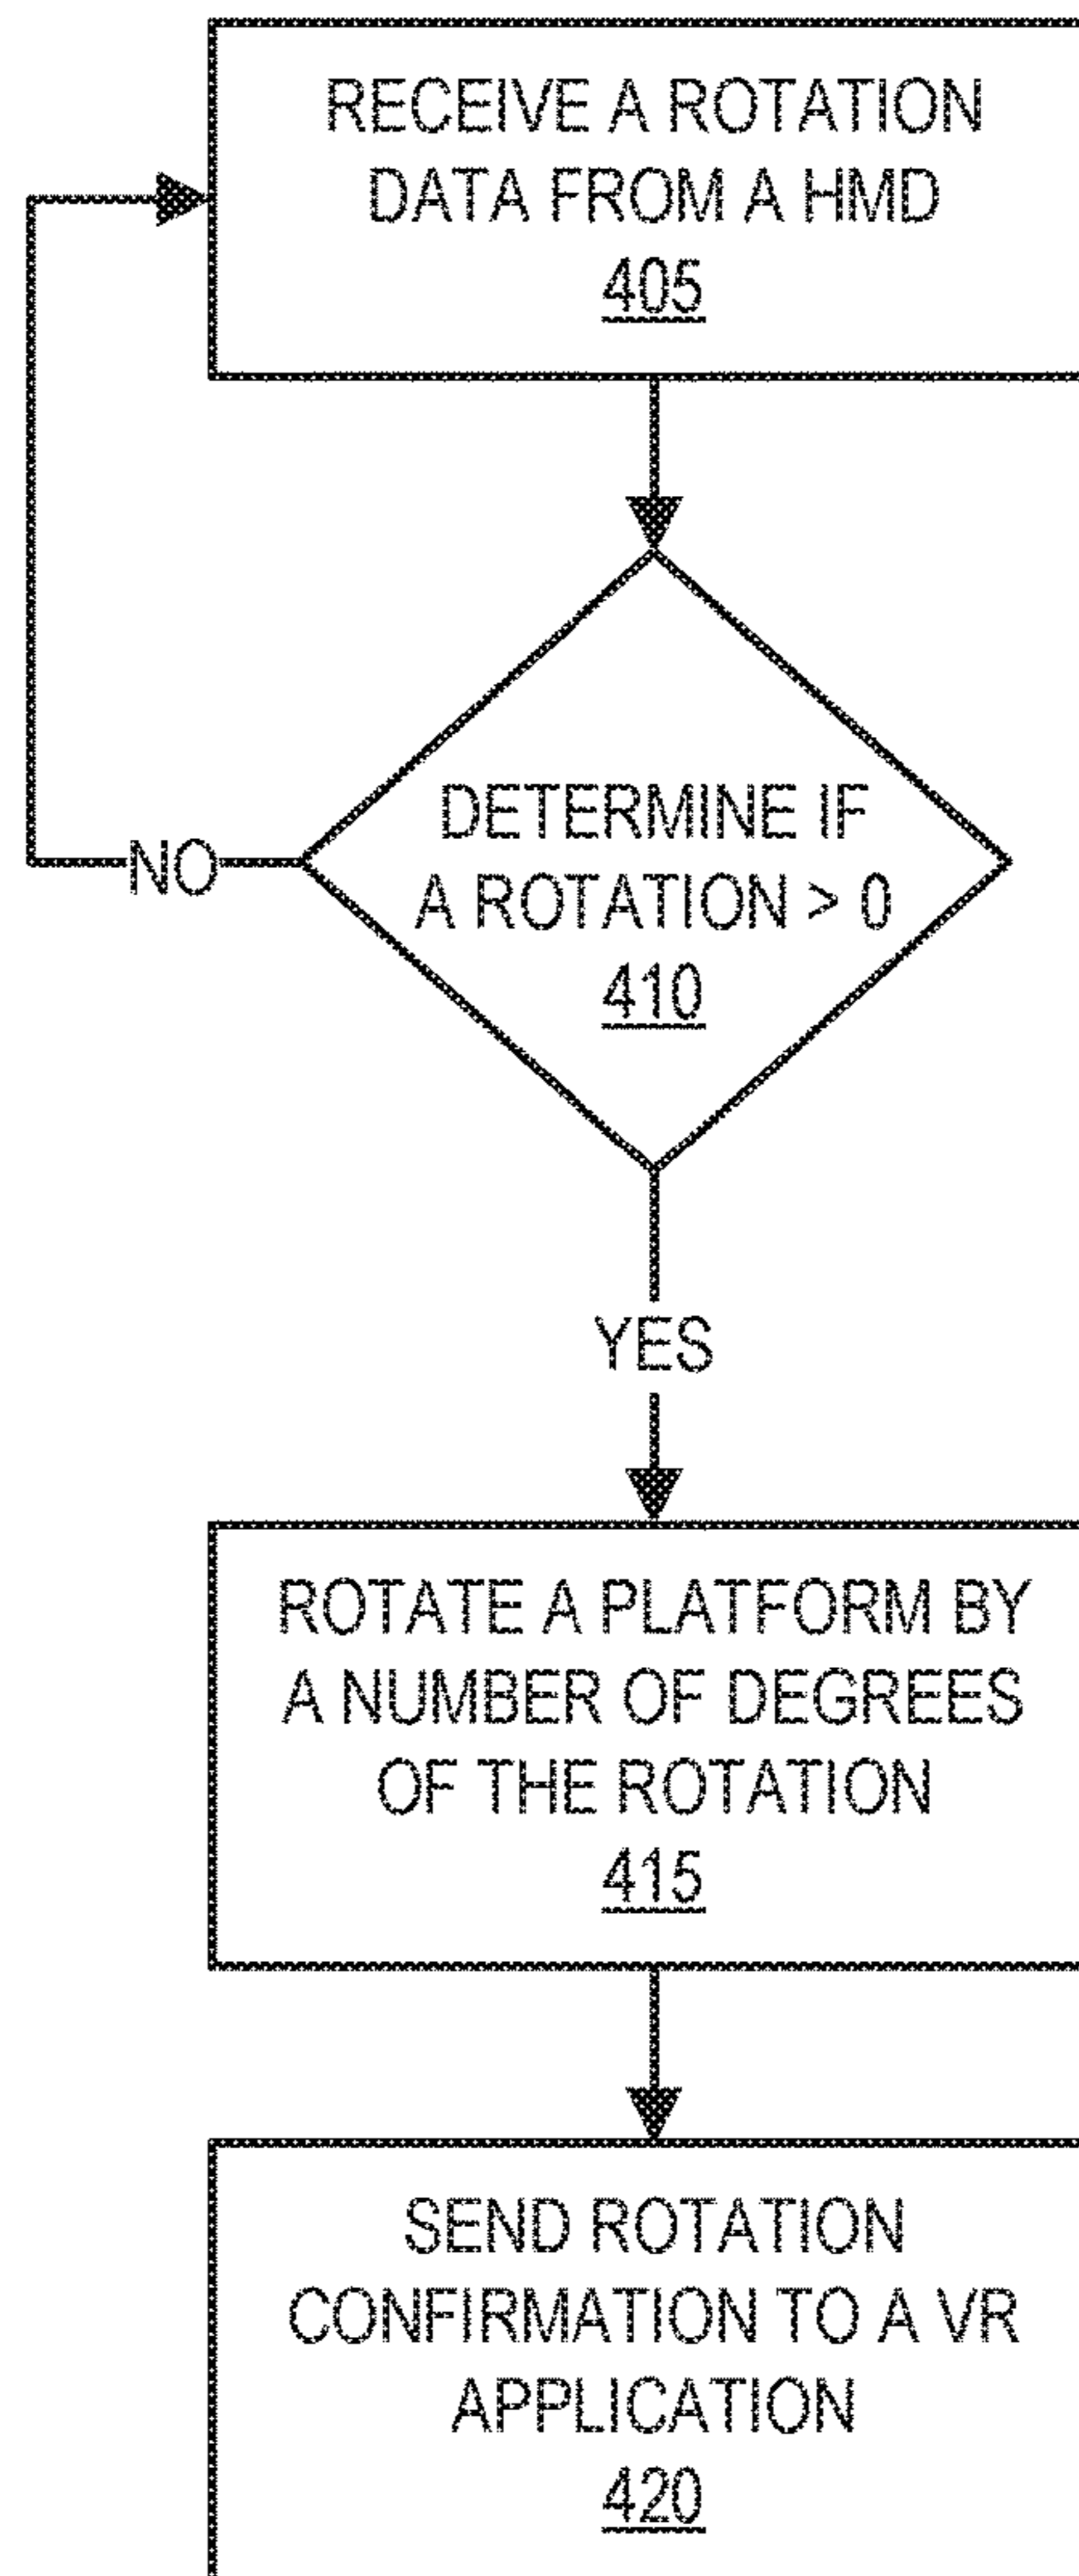 RECEIVE A ROTATION
DATA FROM A HMD
405
DETERMINE IF
A ROTATION > 0
410
NO
YES
ROTATE A PLATFORM BY
A NUMBER OF DEGREES
OF THE ROTATION
415
SEND ROTATION
CONFIRMATION TO A VR
APPLICATION
420